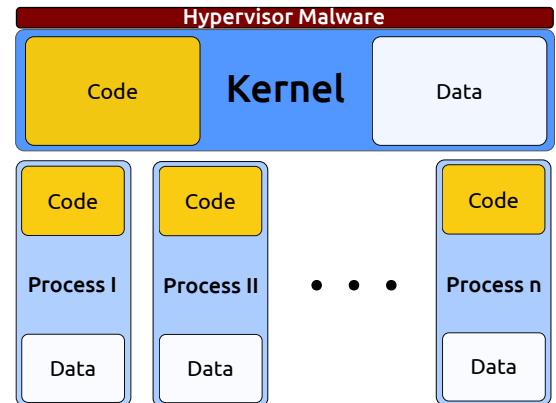 Hypervisor Malware
Code Kernel Data
Code Code Code
Process I Process II • • • Process n
Data Data Data